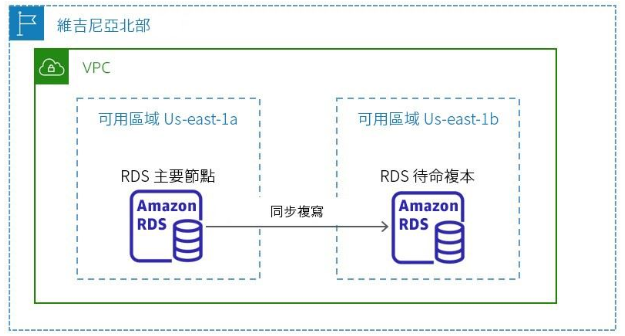 維吉尼亞北部
VPC
可用區域 Us-east-1a
可用區域 Us-east-1b
RDS 主要節點
RDS 待命複本
Amazon
RDS
同步複寫
Amazon
RDS